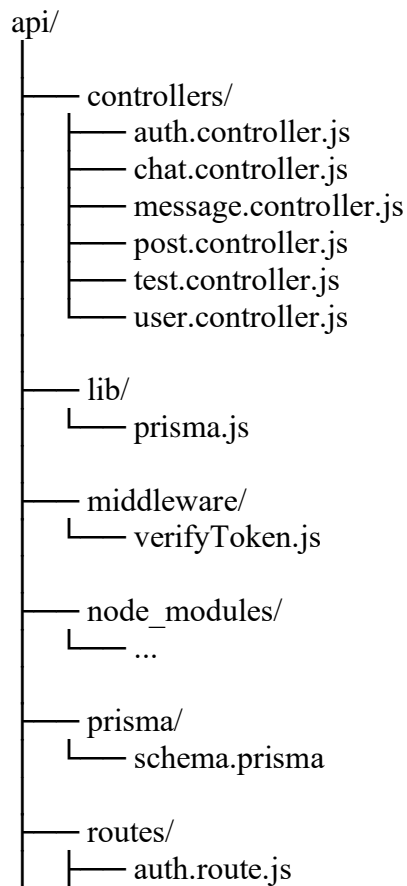 api/
controllers/
auth.controller.js
chat.controller.js
message.controller.js
post.controller.js
test.controller.js
user.controller.js
lib/
prisma.js
middleware/
verifyToken.js
node_modules/
...
prisma/
schema.prisma
routes/
auth.route.js